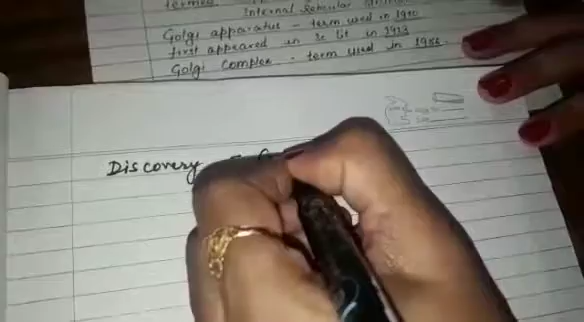 termed
Internal Reticular
Golgi apparatus - term used in 1910
first appeared in Sc lit in 1913
Golgi Complex - term used in 1956.
Discovery